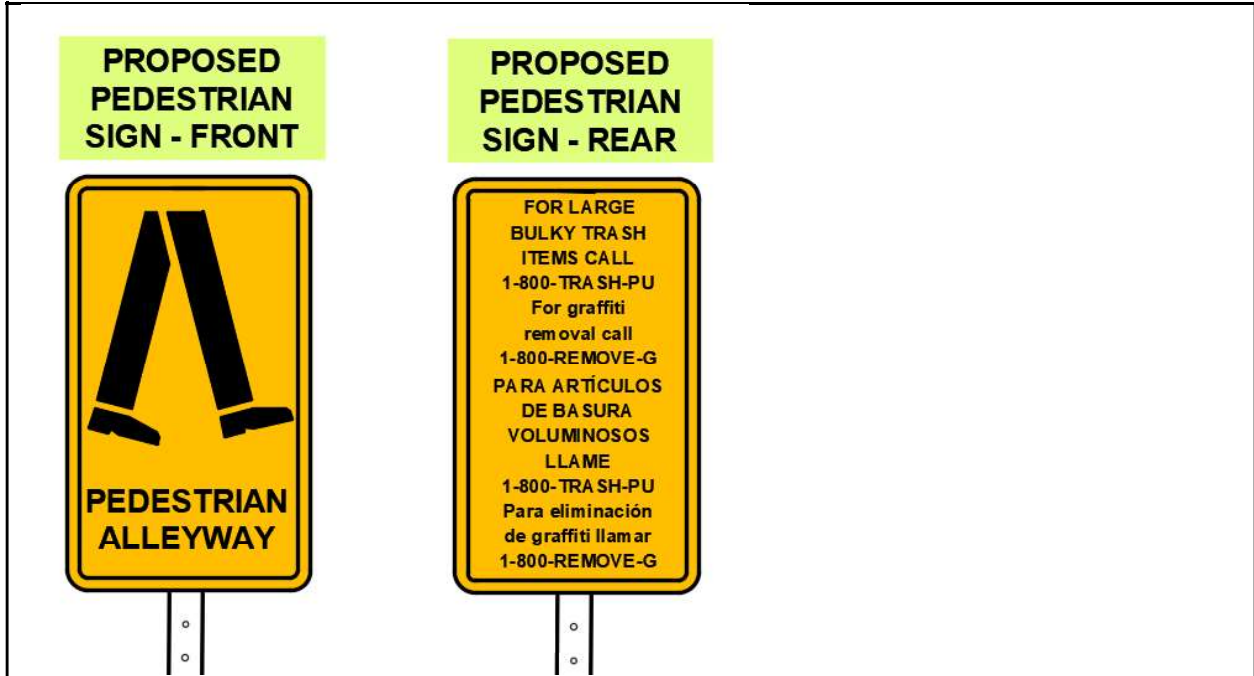 PROPOSED
PEDESTRIAN
SIGN - FRONT
PEDESTRIAN
ALLEYWAY
PROPOSED
PEDESTRIAN
SIGN - REAR
FOR LARGE
BULKY TRASH
ITEMS CALL
1-800-TRASH-PU
For graffiti
removal call
1-800-REMOVE-G
PARA ARTÍCULOS
DE BASURA
VOLUMINOSOS
LLAME
1-800-TRASH-PU
Para eliminación
de graffiti llamar
1-800-REMOVE-G